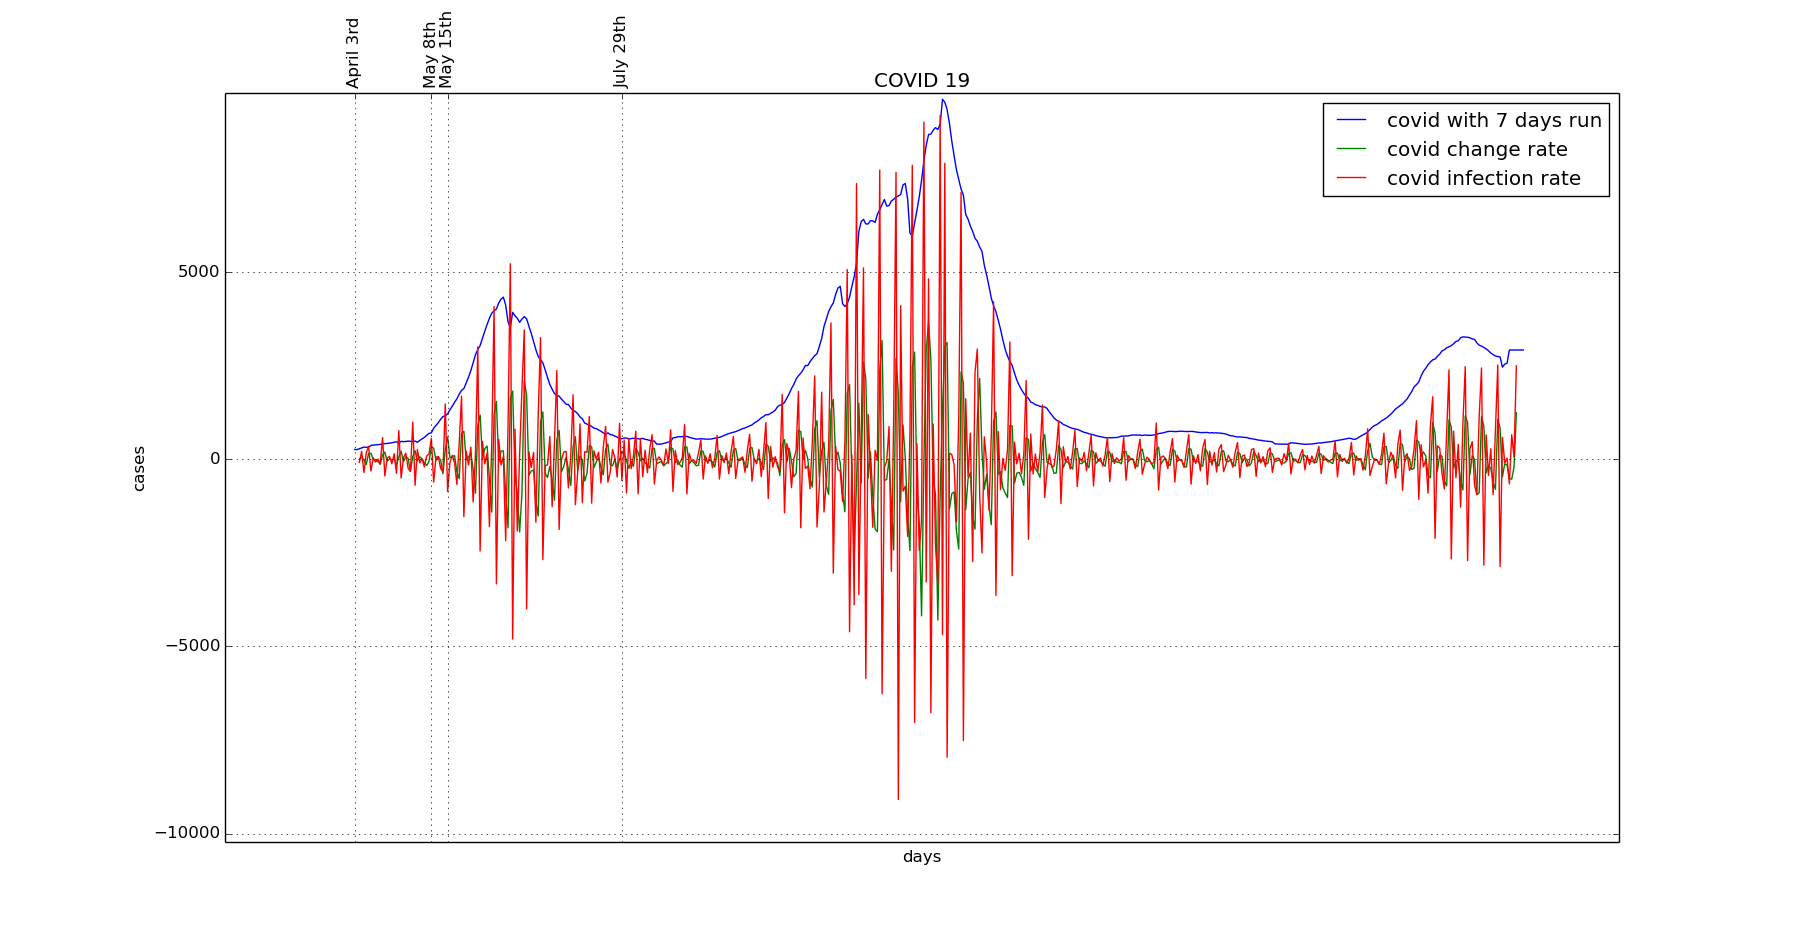 April 3rd
May 8th
May 15th
July 29th
COVID 19
covid with 7 days run
covid change rate
covid infection rate
5000
0
−5000
−10000
cases
days